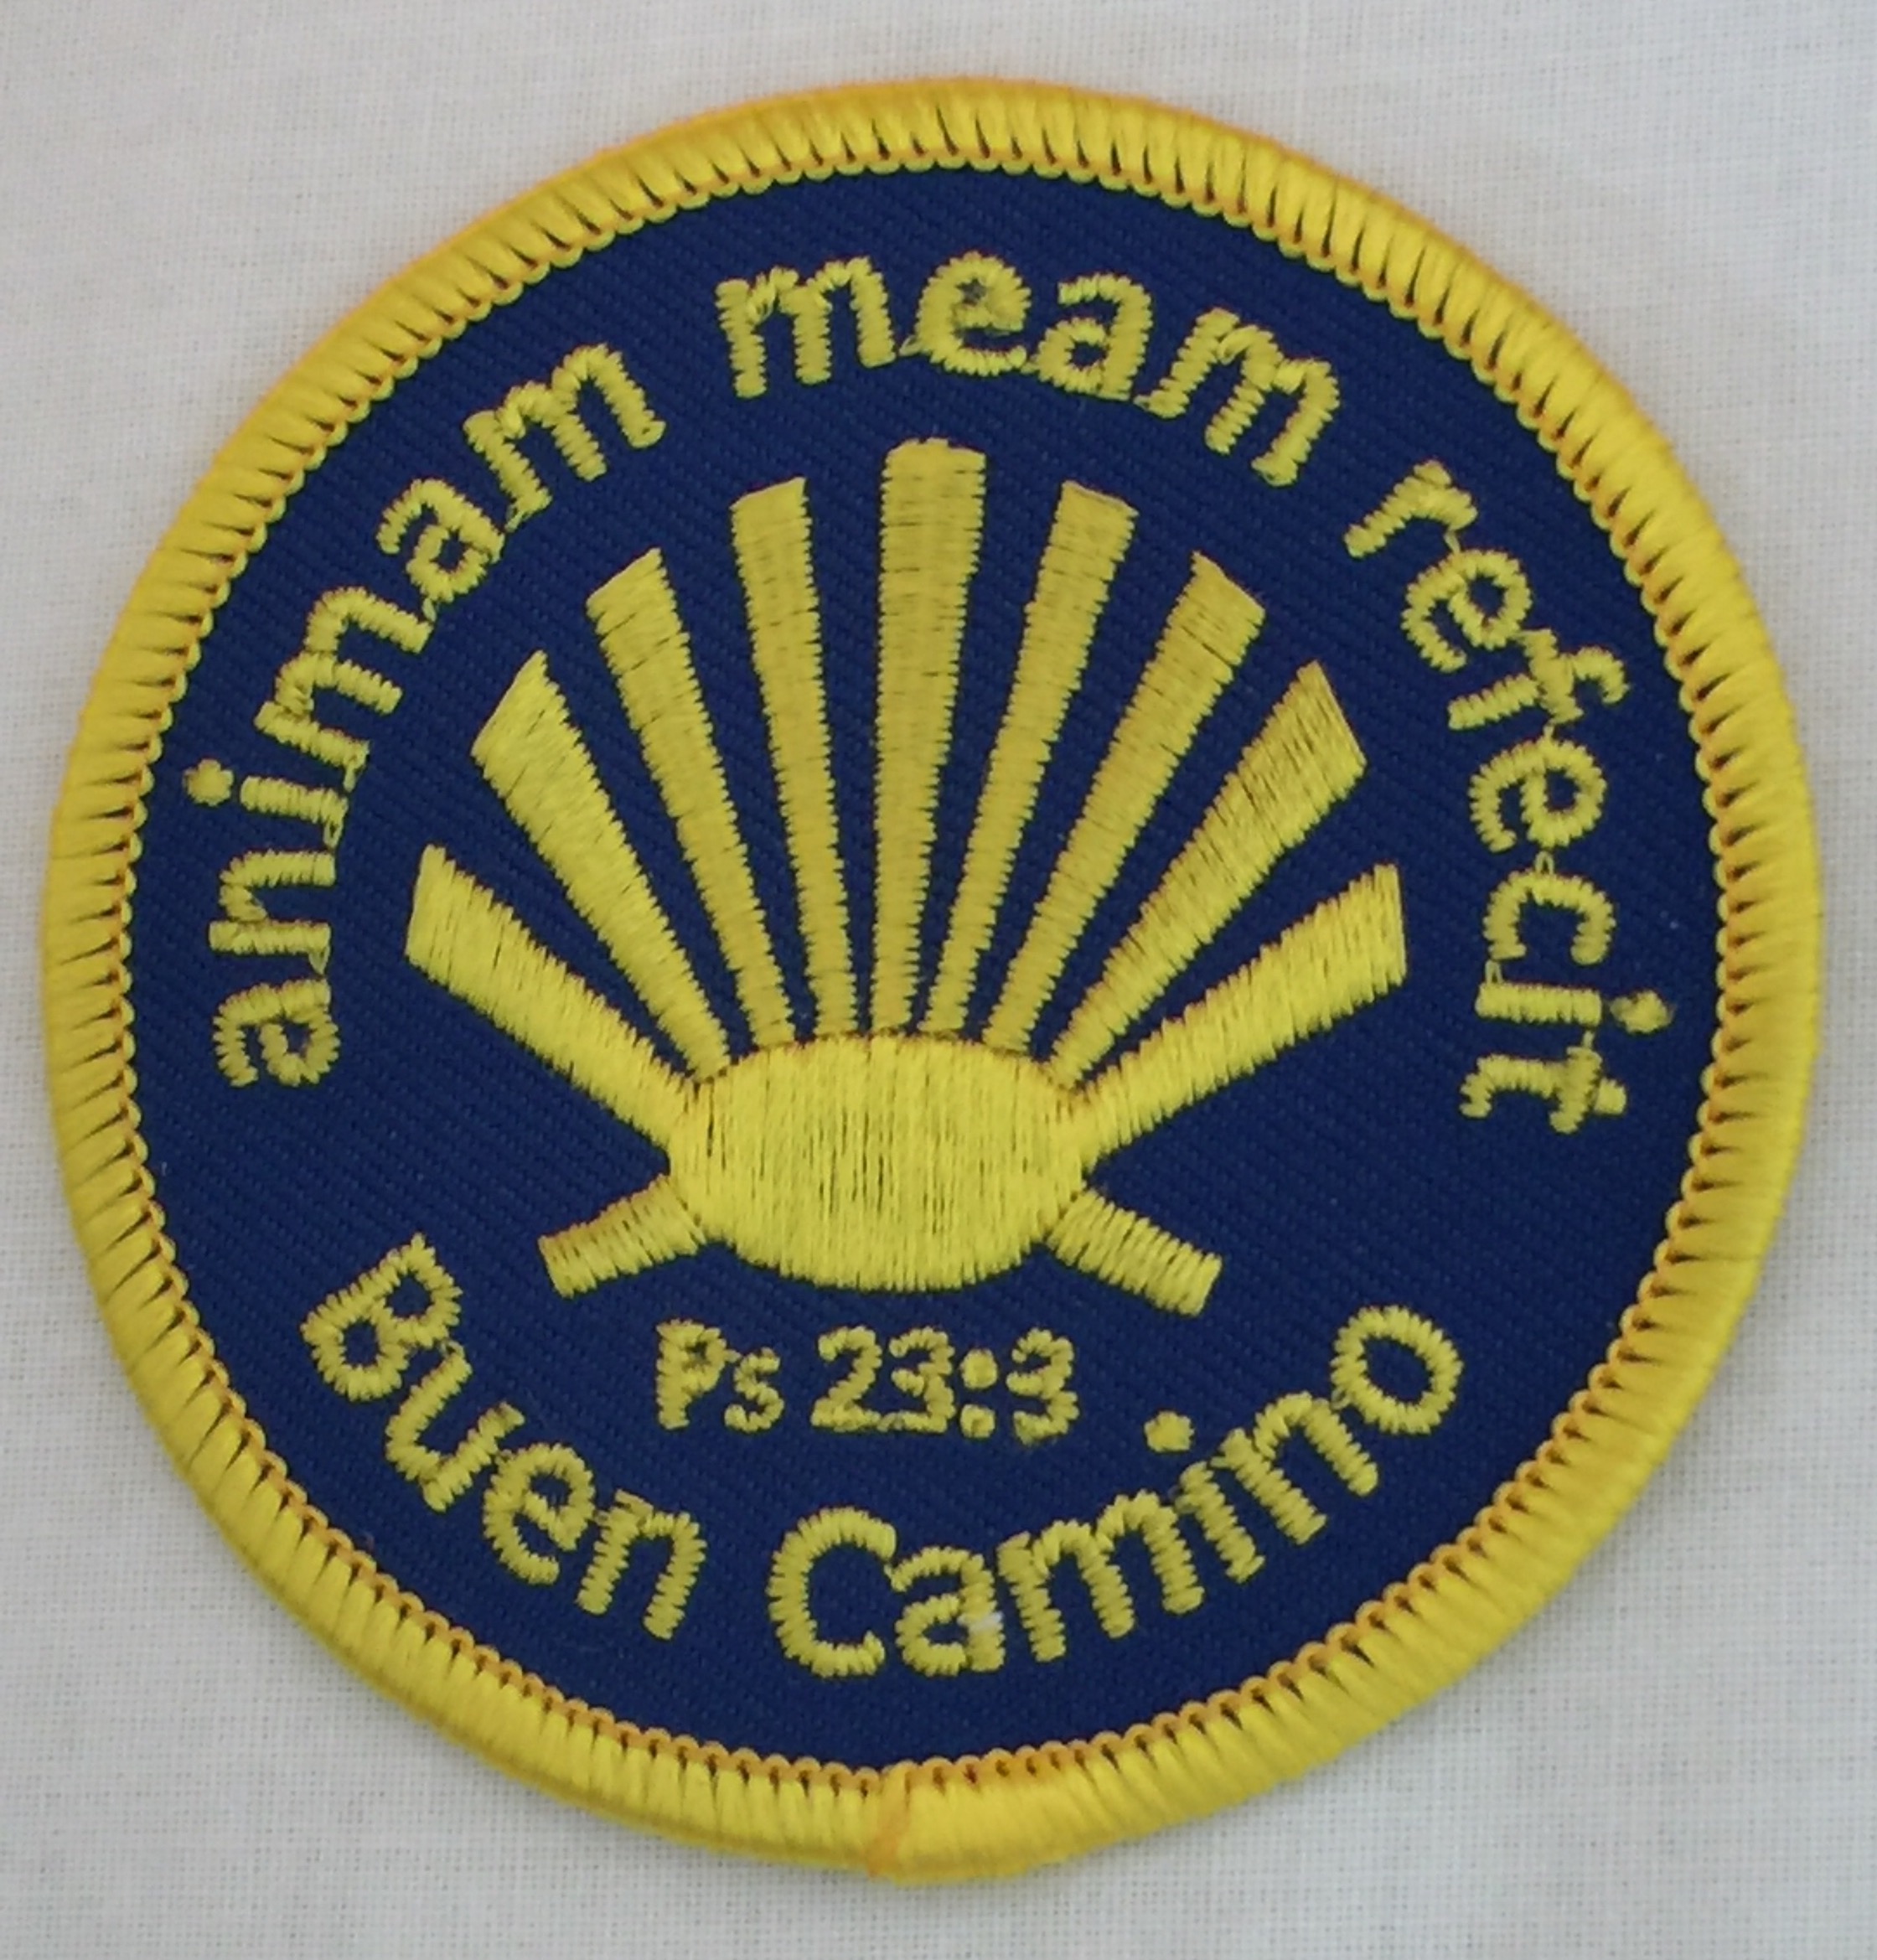 animam meam refecit
Ps 23:3
Buen Camino